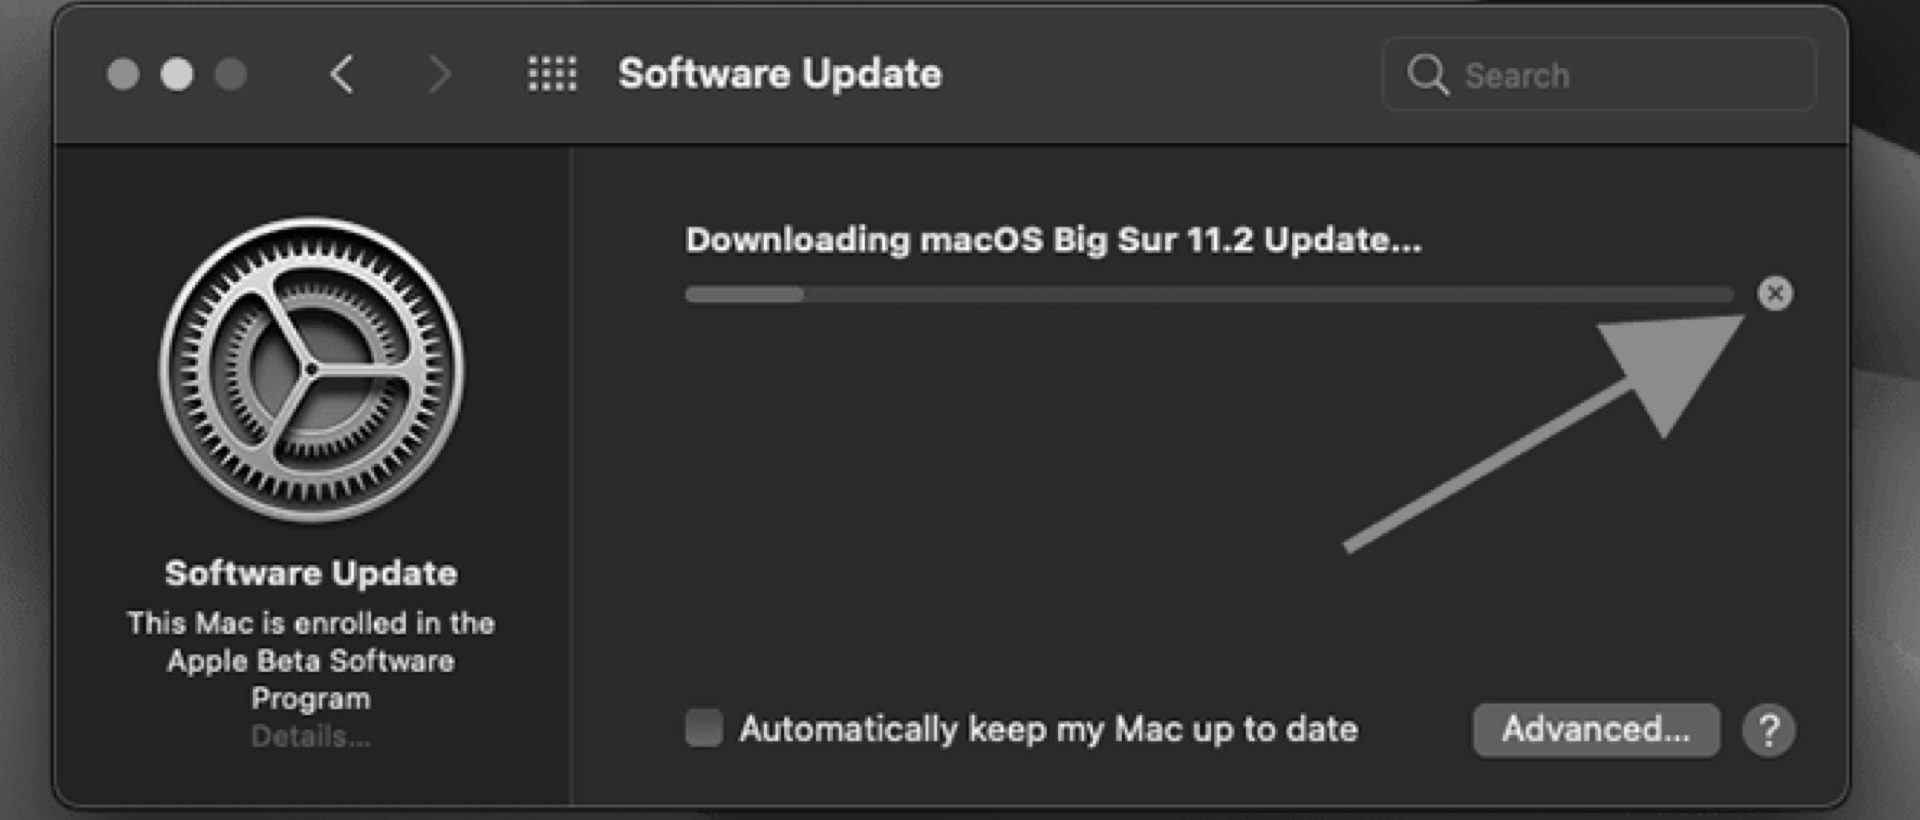 Software Update
Search
Downloading macOS Big Sur 11.2 Update...
Software Update
This Mac is enrolled in the
Apple Beta Software
Program
Details...
Automatically keep my Mac up to date
Advanced...
?